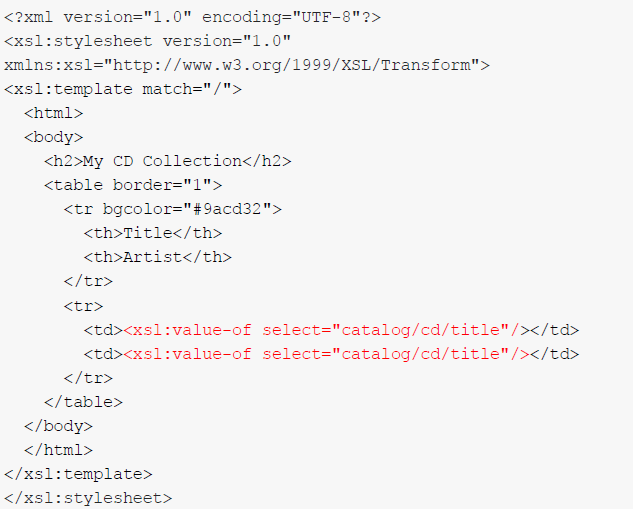 <?xml version="1.0" encoding="UTF-8"?>
<xsl:stylesheet version="1.0"
xmlns:xsl="http://www.w3.org/1999/XSL/Transform">
<xsl:template match="/">
  <html>
  <body>
    <h2>My CD Collection</h2>
    <table border="1">
      <tr bgcolor="#9acd32">
        <th>Title</th>
        <th>Artist</th>
      </tr>
      <tr>
        <td><xsl:value-of select="catalog/cd/title"/></td>
        <td><xsl:value-of select="catalog/cd/title"/></td>
      </tr>
    </table>
  </body>
  </html>
</xsl:template>
</xsl:stylesheet>